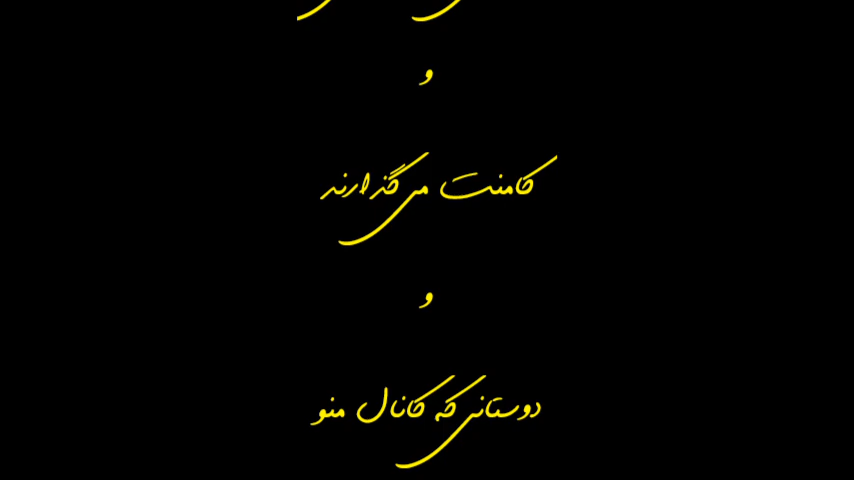 و
کامنت می‌گذارند
و
دوستانی که کانال منو